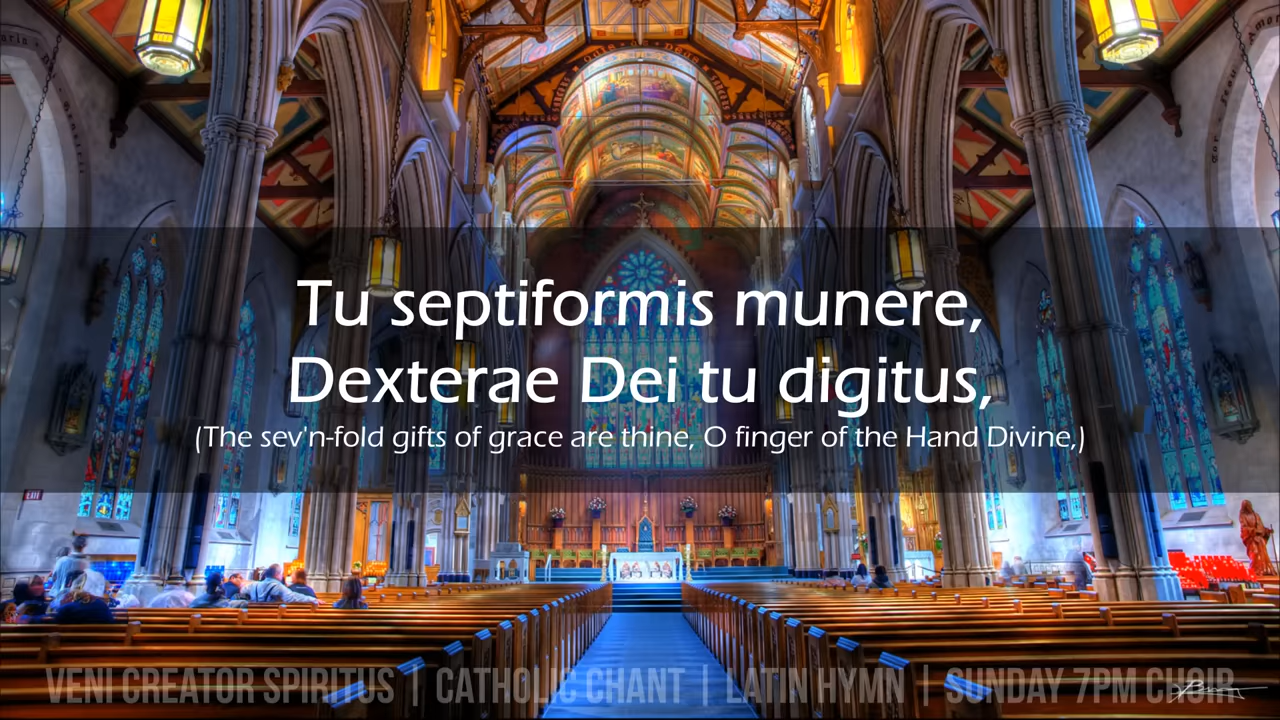 EXIT
Tu septiformis munere,
Dexterae Dei tu digitus,
(The sev'n-fold gifts of grace are thine, O finger of the Hand Divine,)
VENI CREATOR SPIRITUS | CATHOLIC CHANT | LATIN HYMN | SUNDAY 7PM CHOIR